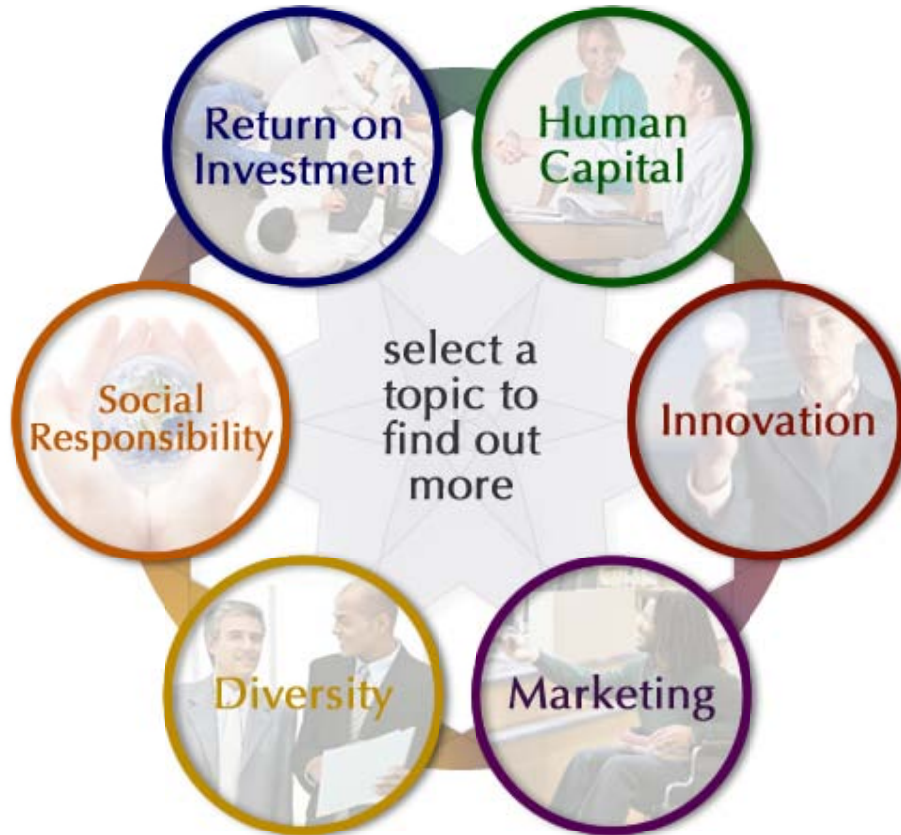 Return on
Investment
Human
Capital
Social
Responsibility
select a
topic to
find out
more
Innovation
Diversity
Marketing